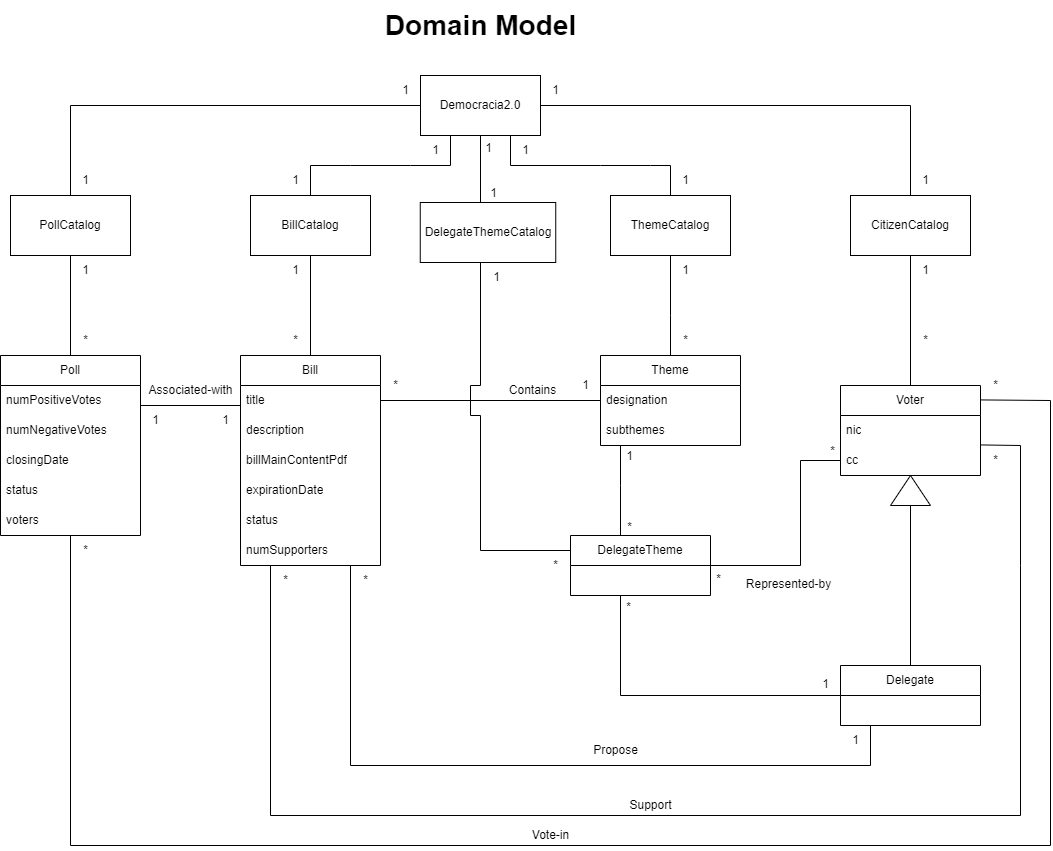 Domain Model
1
Democracia2.0
1
1
1
1
1
1
1
1
1
PollCatalog
BillCatalog
DelegateThemeCatalog
ThemeCatalog
CitizenCatalog
1
1
1
1
1
*
*
*
*
Poll
numPositiveVotes
numNegativeVotes
closingDate
status
voters
Associated-with
1
1
Bill
title
description
billMainContentPdf
expirationDate
status
numSupporters
*
Contains
1
Theme
designation
subthemes
Voter
nic
cc
*
*
*
1
*
DelegateTheme
*
*
Represented-by
*
*
*
*
1
Delegate
1
Propose
Support
Vote-in